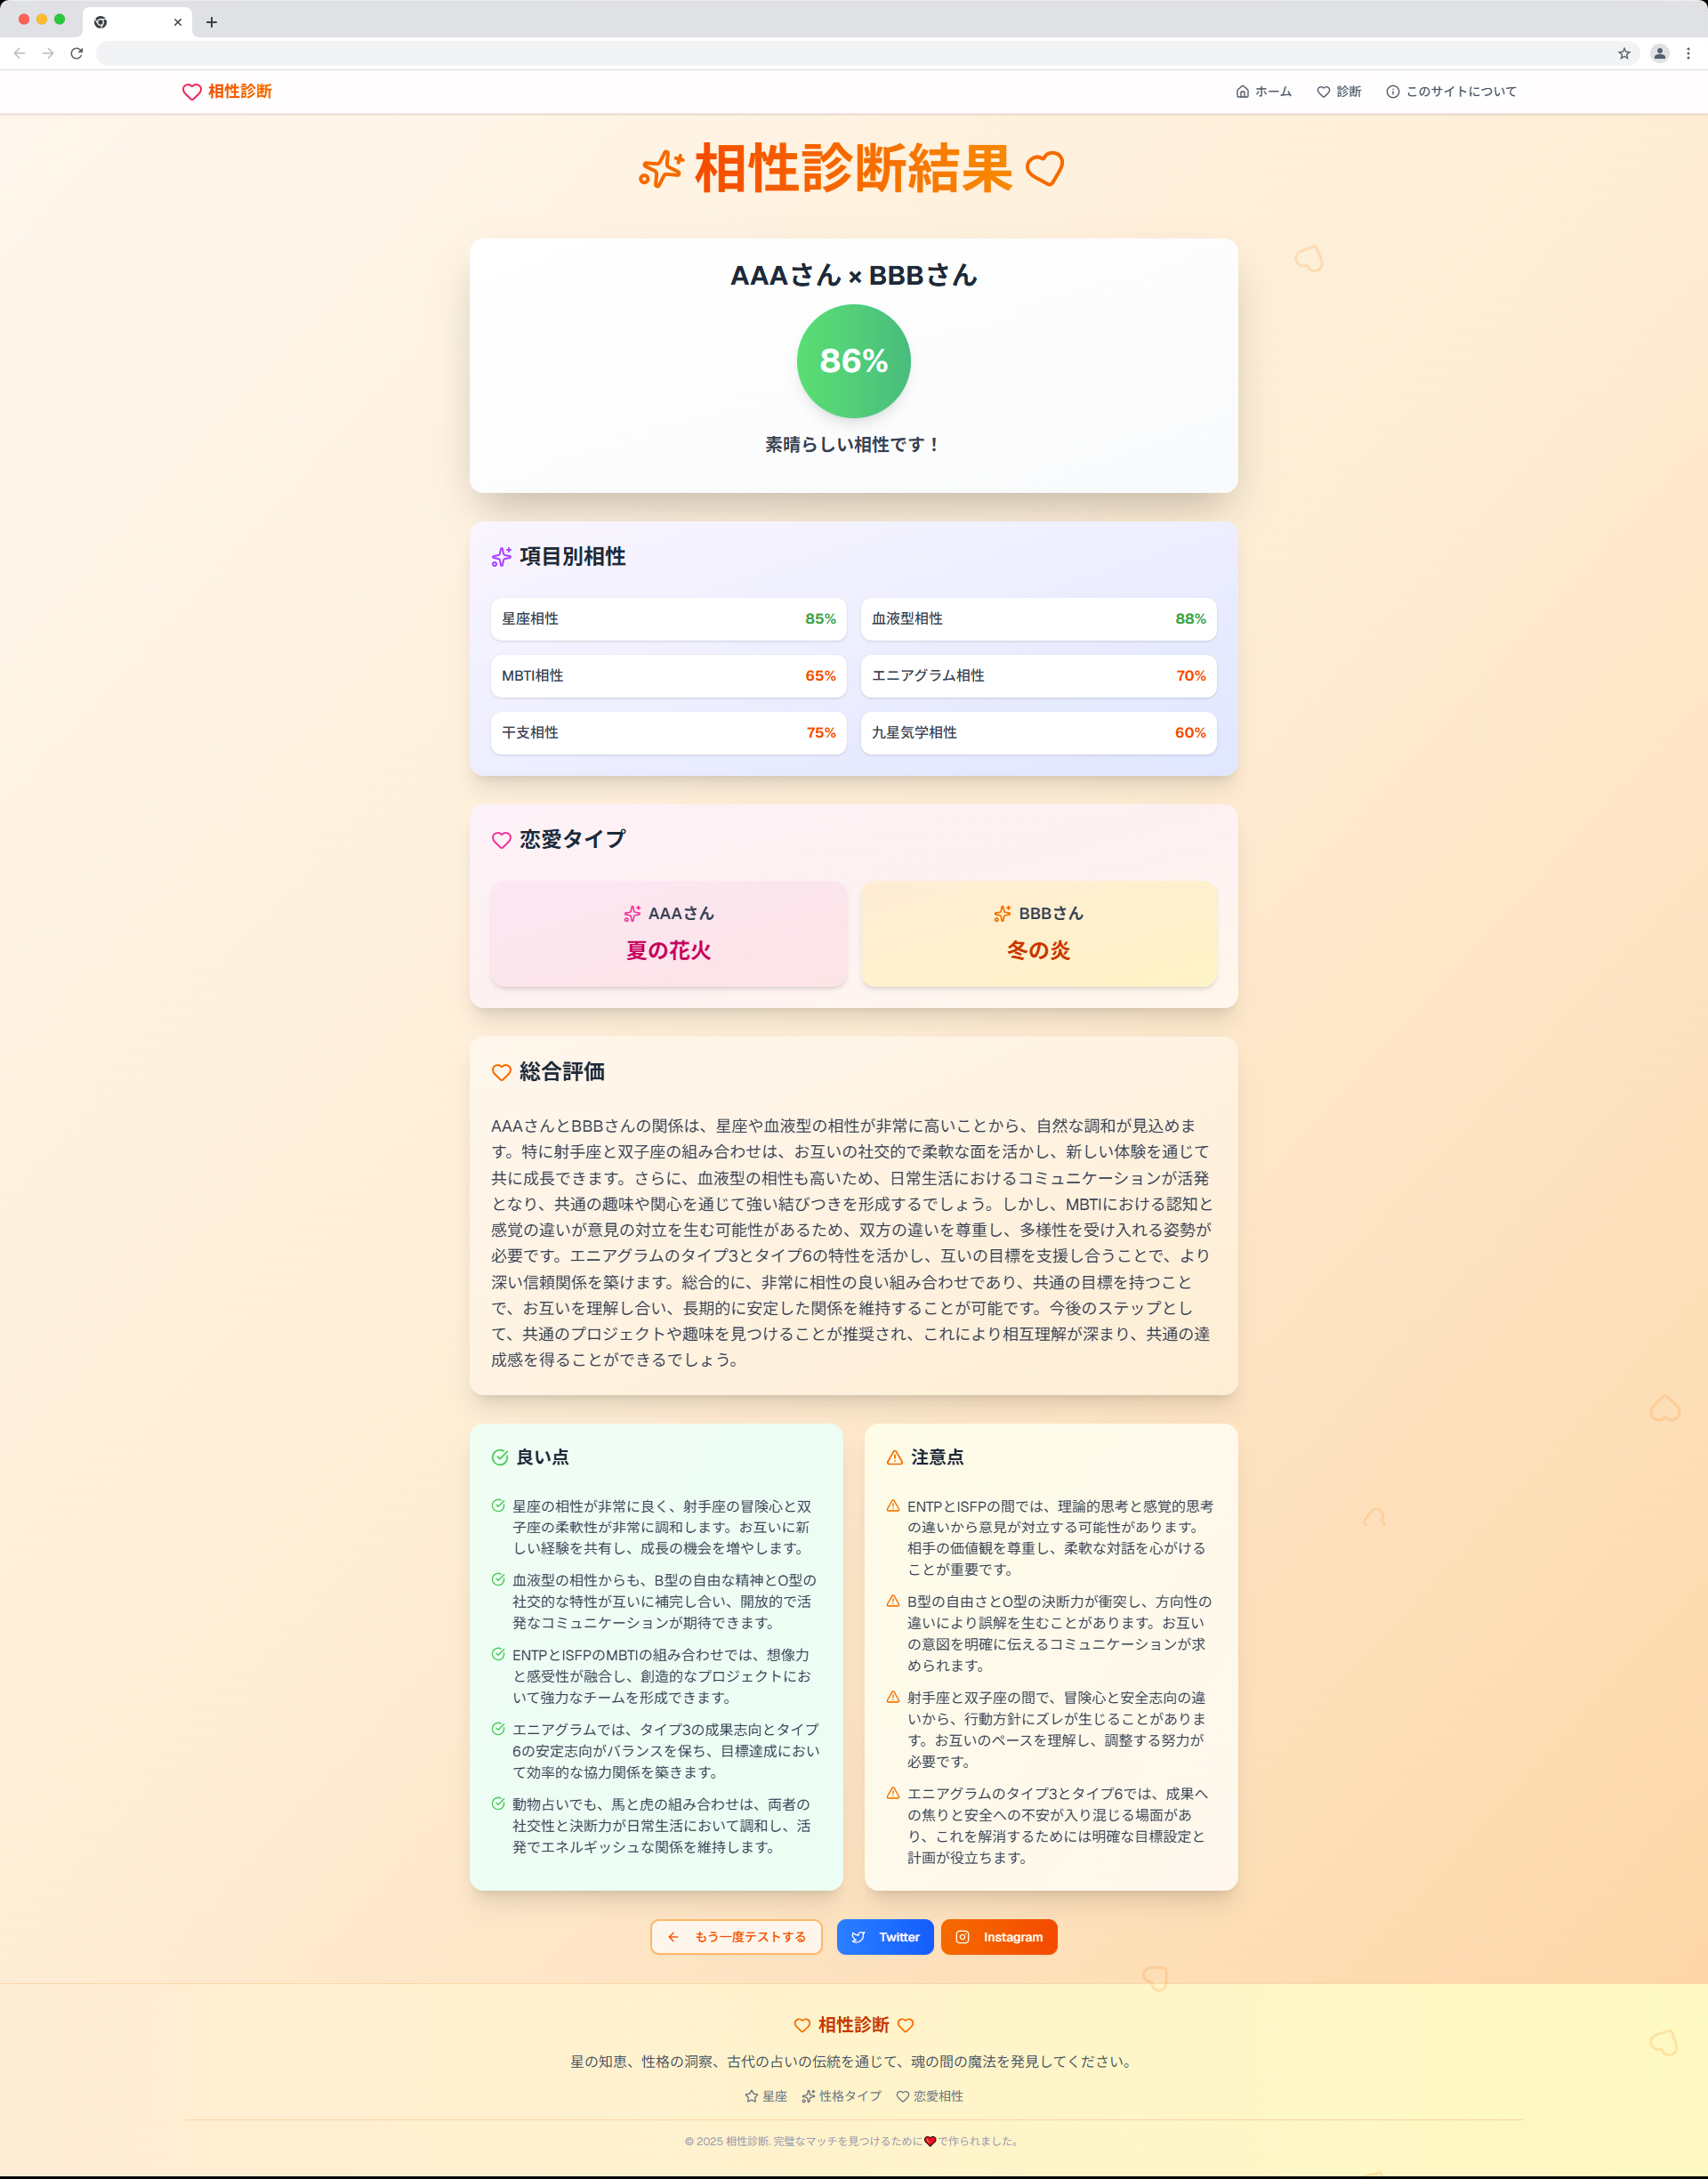 相性診断
ホーム
診断
このサイトについて
相性診断結果
AAAさん × BBBさん
86%
素晴らしい相性です！
項目別相性
星座相性 85%
血液型相性 88%
MBTI相性 65%
エニアグラム相性 70%
干支相性 75%
九星気学相性 60%
恋愛タイプ
AAAさん
夏の花火
BBBさん
冬の炎
総合評価
AAAさんとBBBさんの関係は、星座や血液型の相性が非常に高いことから、自然な調和が見込めま
す。特に射手座と双子座の組み合わせは、お互いの社交的で柔軟な面を活かし、新しい体験を通じて
共に成長できます。さらに、血液型の相性も高いため、日常生活におけるコミュニケーションが活発
となり、共通の趣味や関心を通じて強い結びつきを形成するでしょう。しかし、MBTIにおける認知と
感覚の違いが意見の対立を生む可能性があるため、双方の違いを尊重し、多様性を受け入れる姿勢が
必要です。エニアグラムのタイプ3とタイプ6の特性を活かし、互いの目標を支援し合うことで、より
深い信頼関係を築けます。総合的に、非常に相性の良い組み合わせであり、共通の目標を持つこと
で、お互いを理解し合い、長期的に安定した関係を維持することが可能です。今後のステップとし
て、共通のプロジェクトや趣味を見つけることが推奨され、これにより相互理解が深まり、共通の達
成感を得ることができるでしょう。
良い点
星座の相性が非常に良く、射手座の冒険心と双
子座の柔軟性が非常に調和します。お互いに新
しい経験を共有し、成長の機会を増やします。
血液型の相性からも、B型の自由な精神とO型の
社交的な特性が互いに補完し合い、開放的で活
発なコミュニケーションが期待できます。
ENTPとISFPのMBTIの組み合わせでは、想像力
と感受性が融合し、創造的なプロジェクトにお
いて強力なチームを形成できます。
エニアグラムでは、タイプ3の成果志向とタイプ
6の安定志向がバランスを保ち、目標達成におい
て効率的な協力関係を築きます。
動物占いでも、馬と虎の組み合わせは、両者の
社交性と決断力が日常生活において調和し、活
発でエネルギッシュな関係を維持します。
注意点
ENTPとISFPの間では、理論的思考と感覚的思考
の違いから意見が対立する可能性があります。
相手の価値観を尊重し、柔軟な対話を心がける
ことが重要です。
B型の自由さとO型の決断力が衝突し、方向性の
違いにより誤解を生むことがあります。お互い
の意図を明確に伝えるコミュニケーションが求
められます。
射手座と双子座の間で、冒険心と安全志向の違
いから、行動方針にズレが生じることがありま
す。お互いのペースを理解し、調整する努力が
必要です。
エニアグラムのタイプ3とタイプ6では、成果へ
の焦りと安全への不安が入り混じる場面があ
り、これを解消するためには明確な目標設定と
計画が役立ちます。
もう一度テストする
Twitter
Instagram
相性診断
星の知恵、性格の洞察、古代の占いの伝統を通じて、魂の間の魔法を発見してください。
星座
性格タイプ
恋愛相性
© 2025 相性診断. 完璧なマッチを見つけるために❤️で作られました。